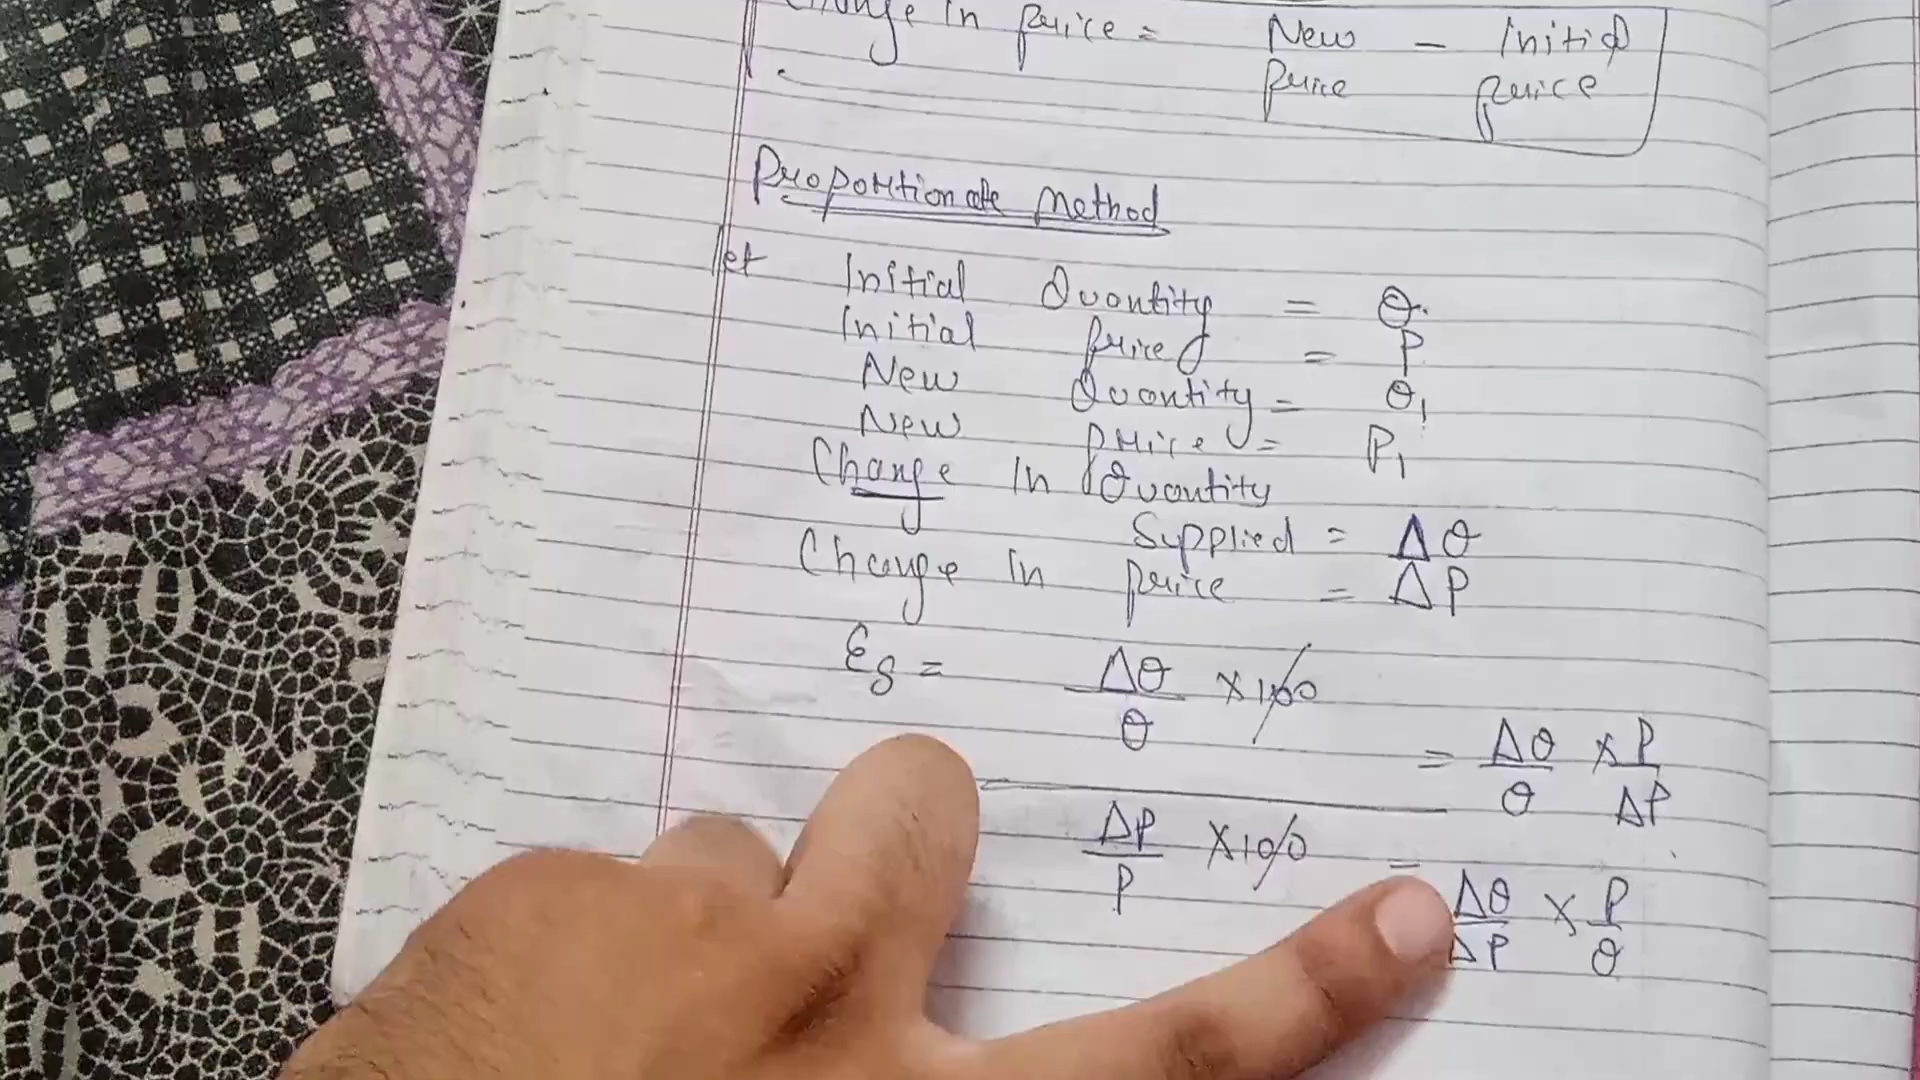 Change in price = New - Initial
price price
Proportionate Method
let Initial Quantity = Q.
Initial price = P
New Quantity = Q1
New price = P1
Change in Quantity
Supplied = ΔQ
Change in price = ΔP
Es = ΔQ/Q ×100
= ΔQ/Q × P/ΔP
ΔP/P ×100
= ΔQ/ΔP × P/Q